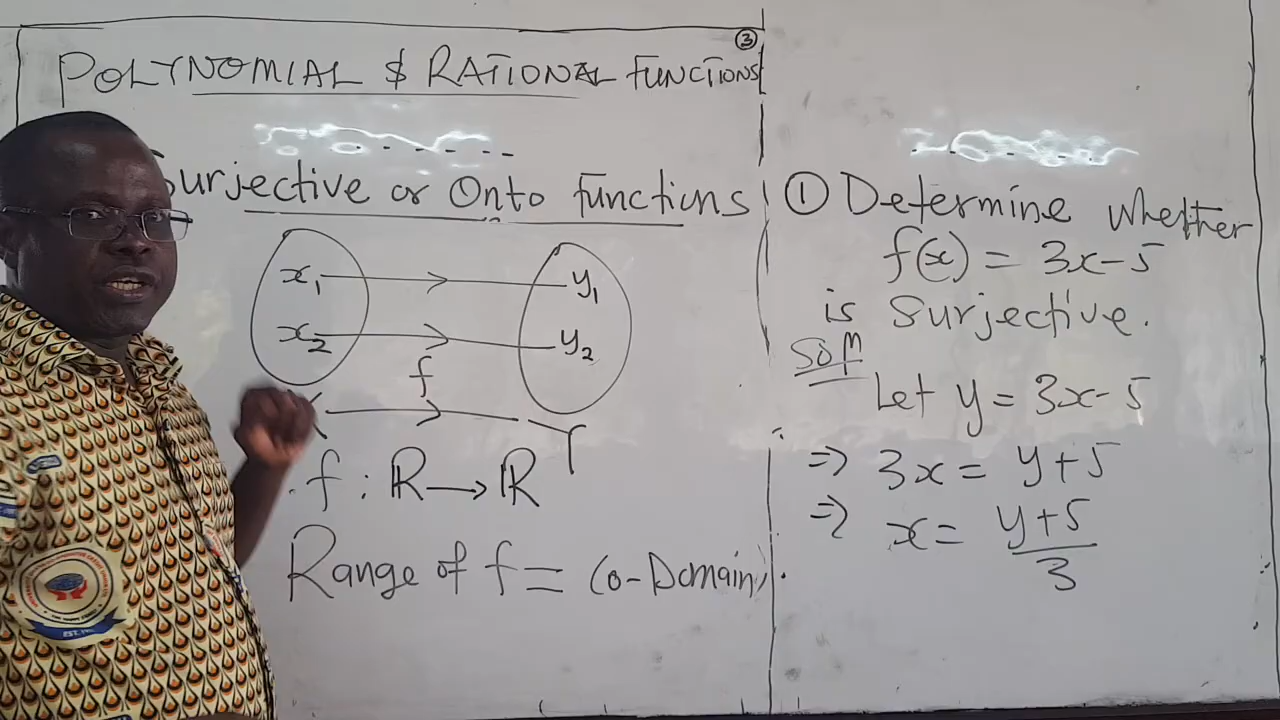 ③
POLYNOMIAL & RATIONAL FUNCTIONS
Surjective or Onto functions
x₁ y₁
x₂ y₂
f
X Y
f : ℝ → ℝ
Range of f = Co-Domain.
① Determine whether
f(x) = 3x-5
is Surjective.
Let y = 3x-5
⇒ 3x = y+5
⇒ x = y+5
3